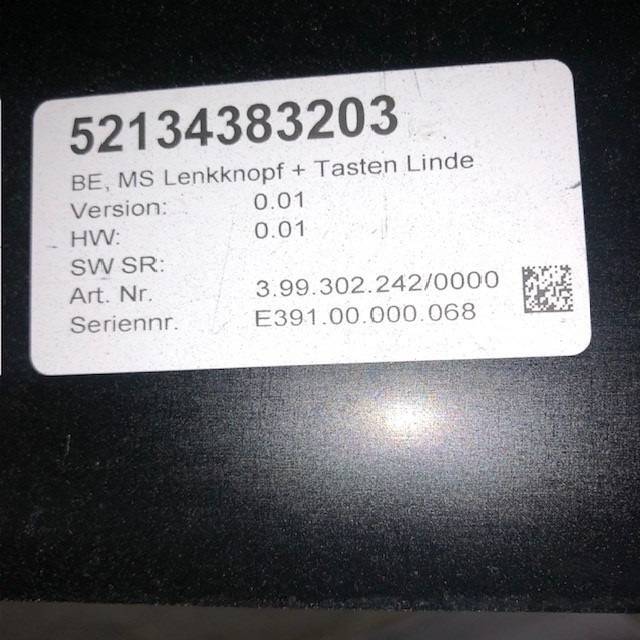 52134383203
BE, MS Lenkknopf + Tasten Linde
Version: 0.01
HW: 0.01
SW SR:
Art. Nr. 3.99.302.242/0000
Seriennr. E391.00.000.068